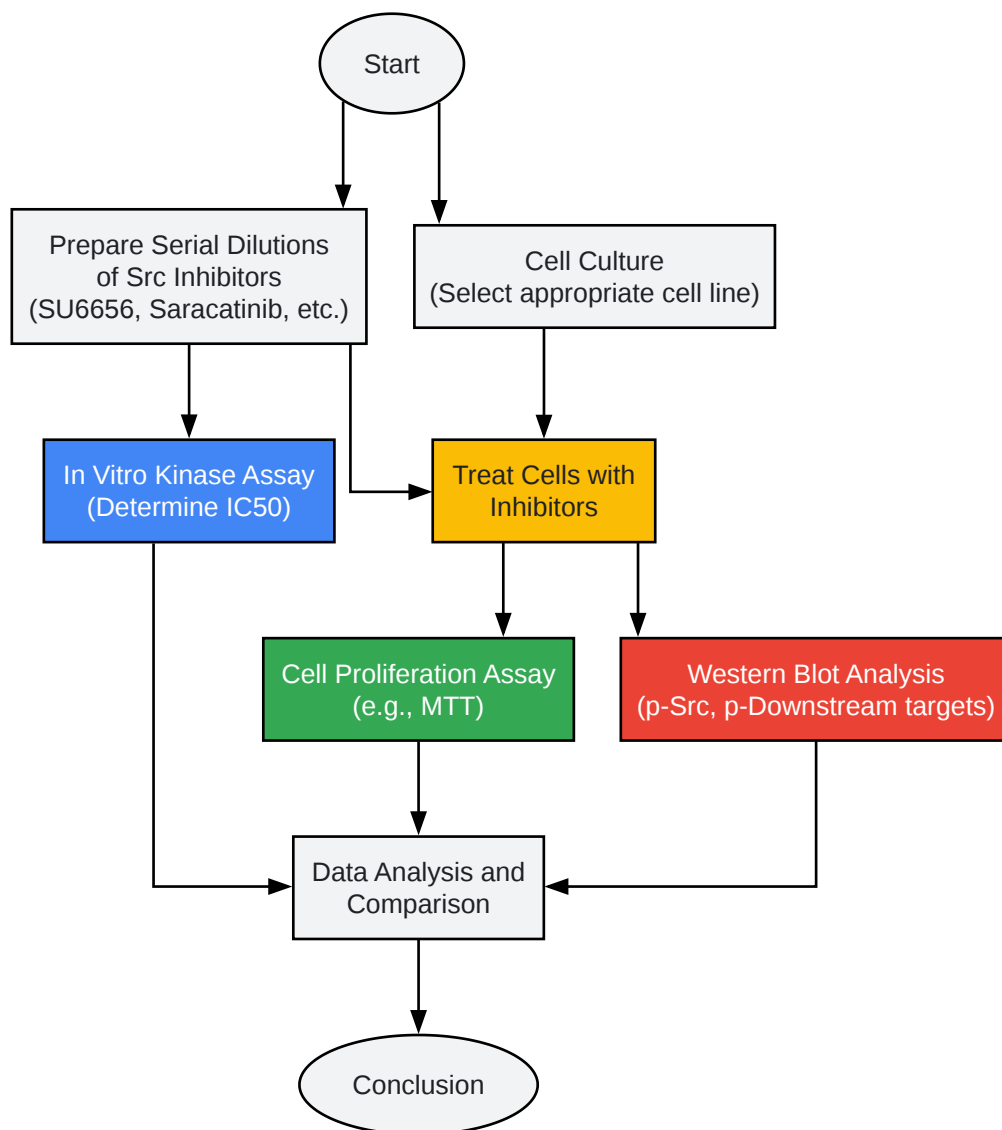 Start
Prepare Serial Dilutions
of Src Inhibitors
(SU6656, Saracatinib, etc.)
Cell Culture
(Select appropriate cell line)
In Vitro Kinase Assay
(Determine IC50)
Treat Cells with
Inhibitors
Cell Proliferation Assay
(e.g., MTT)
Western Blot Analysis
(p-Src, p-Downstream targets)
Data Analysis and
Comparison
Conclusion